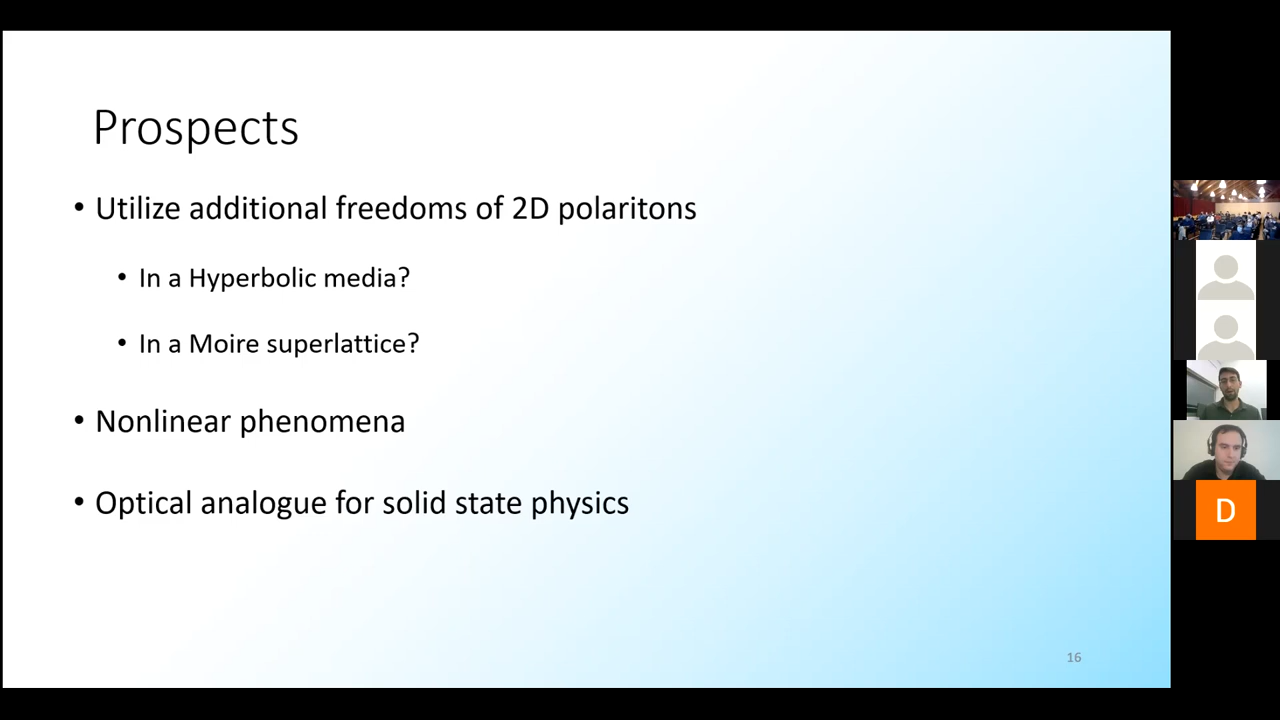 Prospects
• Utilize additional freedoms of 2D polaritons
• In a Hyperbolic media?
• In a Moire superlattice?
• Nonlinear phenomena
• Optical analogue for solid state physics
16
D